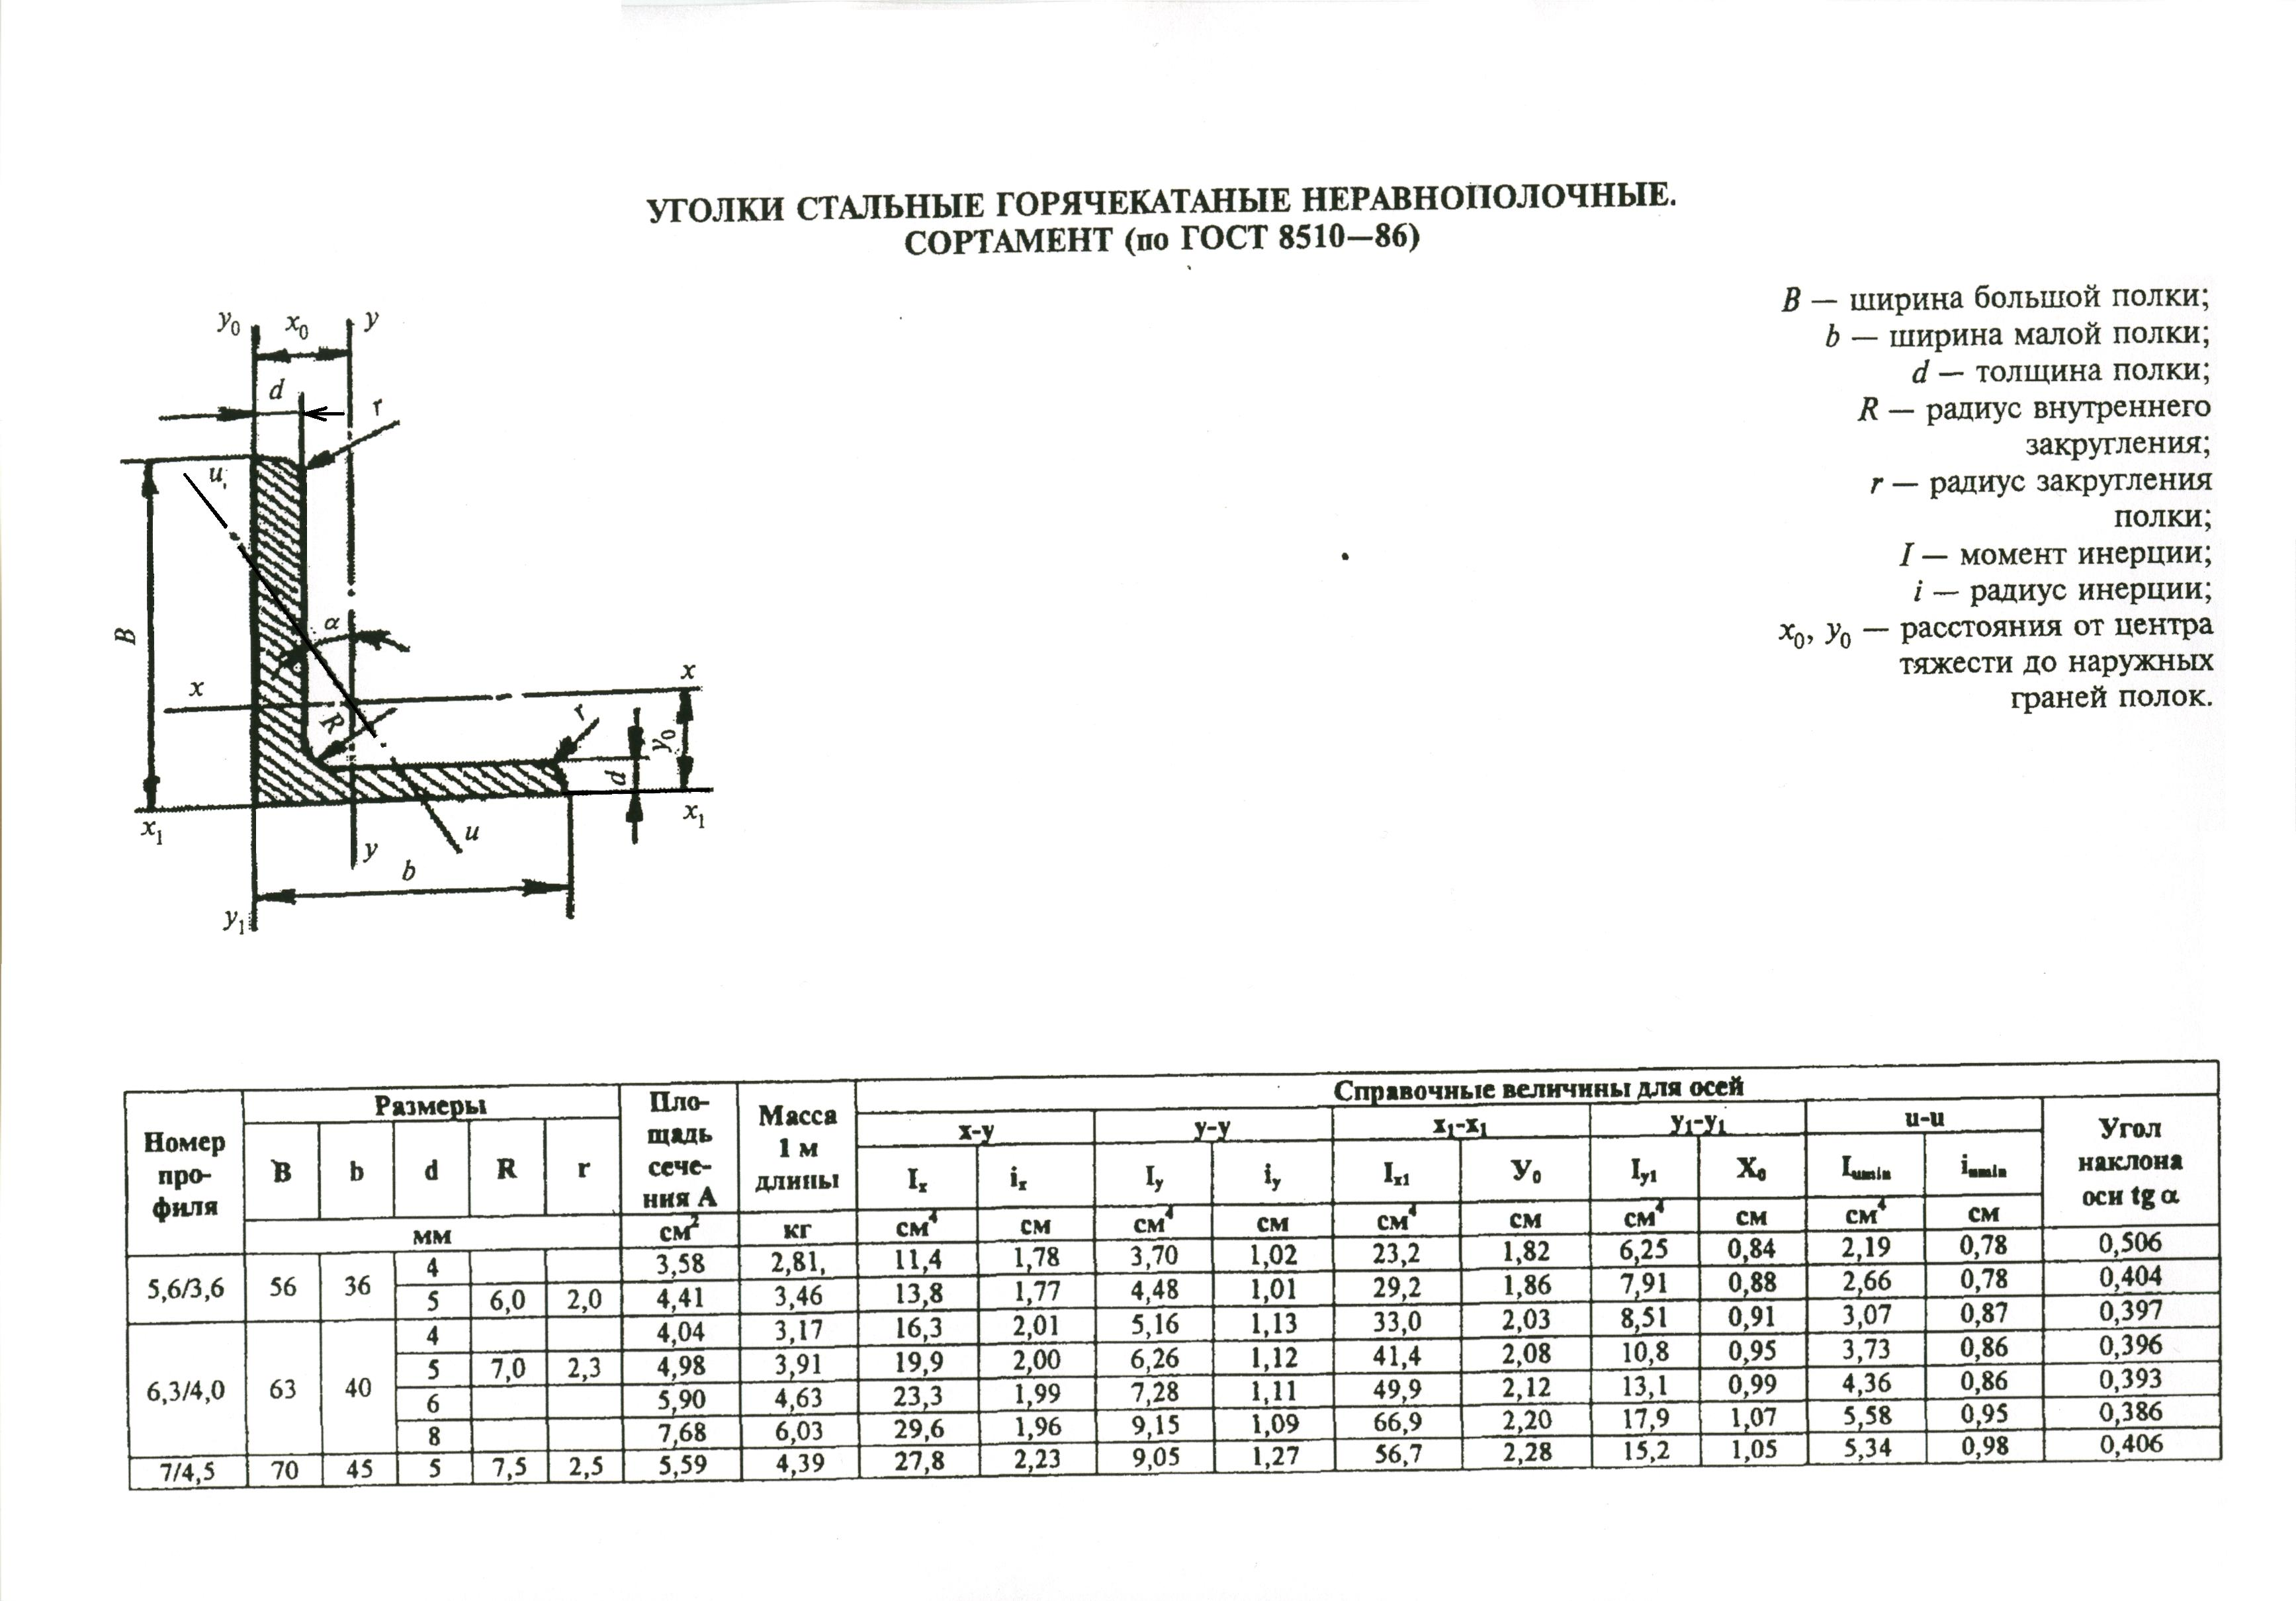 УГОЛКИ СТАЛЬНЫЕ ГОРЯЧЕКАТАНЫЕ НЕРАВНОПОЛОЧНЫЕ.
СОРТАМЕНТ (по ГОСТ 8510—86)
B — ширина большой полки;
b — ширина малой полки;
d — толщина полки;
R — радиус внутреннего
закругления;
r — радиус закругления
полки;
I — момент инерции;
i — радиус инерции;
x₀, y₀ — расстояния от центра
тяжести до наружных
граней полок.
y₀ x₀ y
d r
u
B
α
x x
R r y₀
d
x₁ x₁
u
y
b
y₁
Номер про- филя Размеры Пло- щадь сече- ния А Масса 1 м длины Справочные величины для осей
x-y y-y x₁-x₁ y₁-y₁ u-u Угол наклона оси tg α
B b d R r Iₓ iₓ Iy iy Iₓ₁ У₀ Iy₁ X₀ Iumin iumin
мм см² кг см⁴ см см⁴ см см⁴ см см⁴ см см⁴ см
5,6/3,6 56 36 4 3,58 2,81, 11,4 1,78 3,70 1,02 23,2 1,82 6,25 0,84 2,19 0,78 0,506
5 6,0 2,0 4,41 3,46 13,8 1,77 4,48 1,01 29,2 1,86 7,91 0,88 2,66 0,78 0,404
6,3/4,0 63 40 4 4,04 3,17 16,3 2,01 5,16 1,13 33,0 2,03 8,51 0,91 3,07 0,87 0,397
5 7,0 2,3 4,98 3,91 19,9 2,00 6,26 1,12 41,4 2,08 10,8 0,95 3,73 0,86 0,396
6 5,90 4,63 23,3 1,99 7,28 1,11 49,9 2,12 13,1 0,99 4,36 0,86 0,393
8 7,68 6,03 29,6 1,96 9,15 1,09 66,9 2,20 17,9 1,07 5,58 0,95 0,386
7/4,5 70 45 5 7,5 2,5 5,59 4,39 27,8 2,23 9,05 1,27 56,7 2,28 15,2 1,05 5,34 0,98 0,406